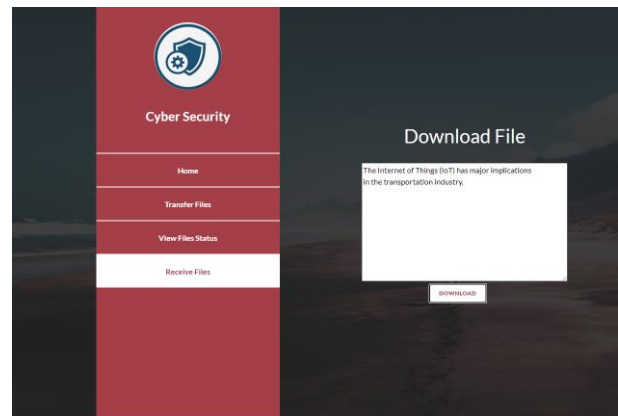 Cyber Security
Home
Transfer Files
View Files Status
Receive Files
Download File
The Internet of Things (IoT) has major implications
in the transportation industry.
DOWNLOAD